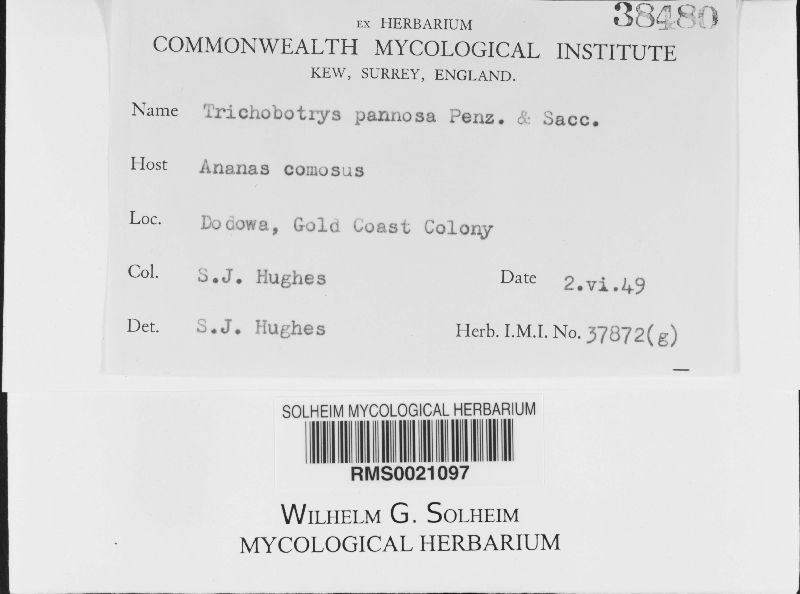 38480
EX HERBARIUM
COMMONWEALTH MYCOLOGICAL INSTITUTE
KEW, SURREY, ENGLAND.
Name Trichobotrys pannosa Penz. & Sacc.
Host Ananas comosus
Loc. Dodowa, Gold Coast Colony
Col. S.J. Hughes Date 2.vi.49
Det. S.J. Hughes Herb. I.M.I. No. 37872(g)
SOLHEIM MYCOLOGICAL HERBARIUM
RMS0021097
WILHELM G. SOLHEIM
MYCOLOGICAL HERBARIUM